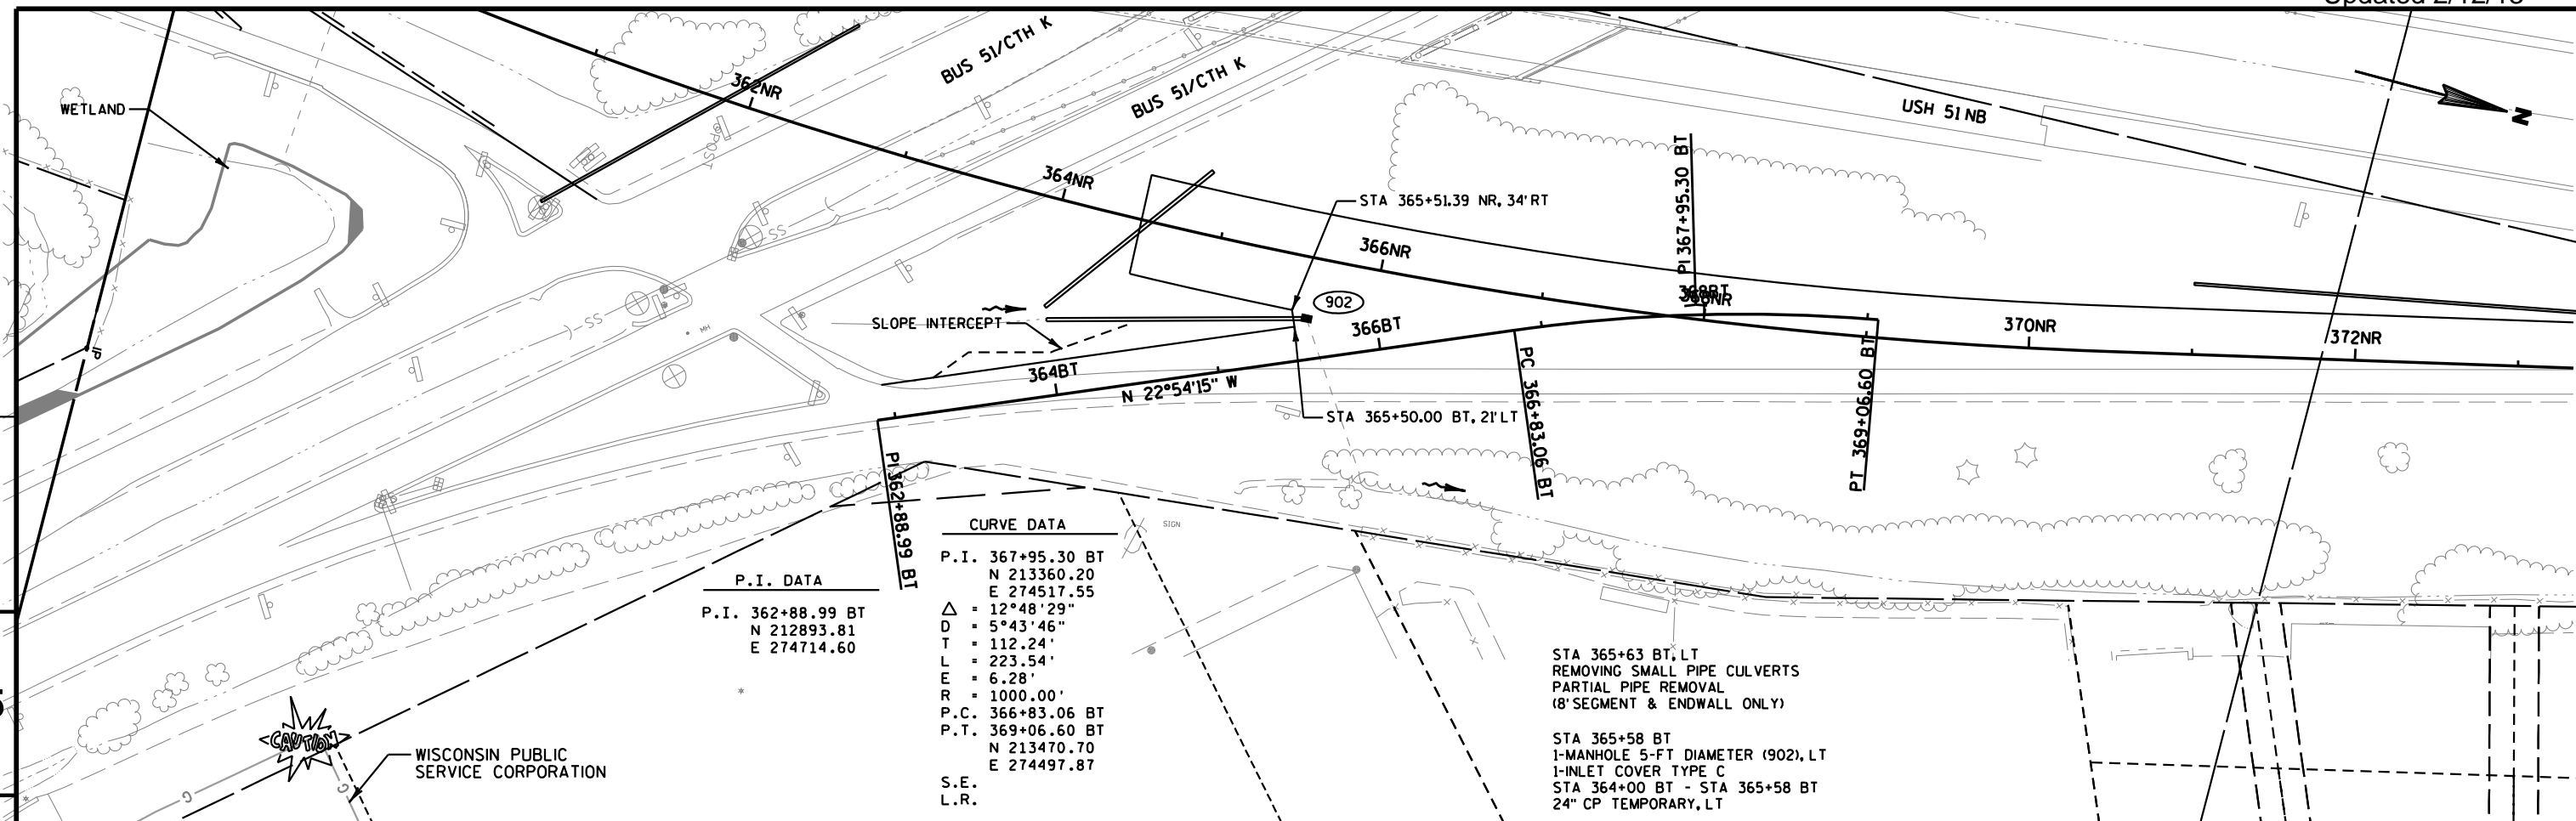 WETLAND
362NR
BUS 51/CTH K
BUS 51/CTH K
USH 51 NB
N
364NR
STA 365+51.39 NR, 34' RT
PI 367+95.30 BT
366NR
902
SLOPE INTERCEPT
366BT
368BT
368NR
370NR
372NR
IP
SS
SS
SS
MH
364BT
N 22°54'15" W
STA 365+50.00 BT, 21' LT
PC 366+83.06 BT
PT 369+06.60 BT
PI 362+88.99 BT
SIGN
P.I. DATA
P.I. 362+88.99 BT
N 212893.81
E 274714.60
CURVE DATA
P.I. 367+95.30 BT
N 213360.20
E 274517.55
△ = 12°48'29"
D = 5°43'46"
T = 112.24'
L = 223.54'
E = 6.28'
R = 1000.00'
P.C. 366+83.06 BT
P.T. 369+06.60 BT
N 213470.70
E 274497.87
S.E.
L.R.
STA 365+63 BT, LT
REMOVING SMALL PIPE CULVERTS
PARTIAL PIPE REMOVAL
(8' SEGMENT & ENDWALL ONLY)
STA 365+58 BT
1-MANHOLE 5-FT DIAMETER (902), LT
1-INLET COVER TYPE C
STA 364+00 BT - STA 365+58 BT
24" CP TEMPORARY, LT
CAUTION
WISCONSIN PUBLIC
SERVICE CORPORATION
G
G